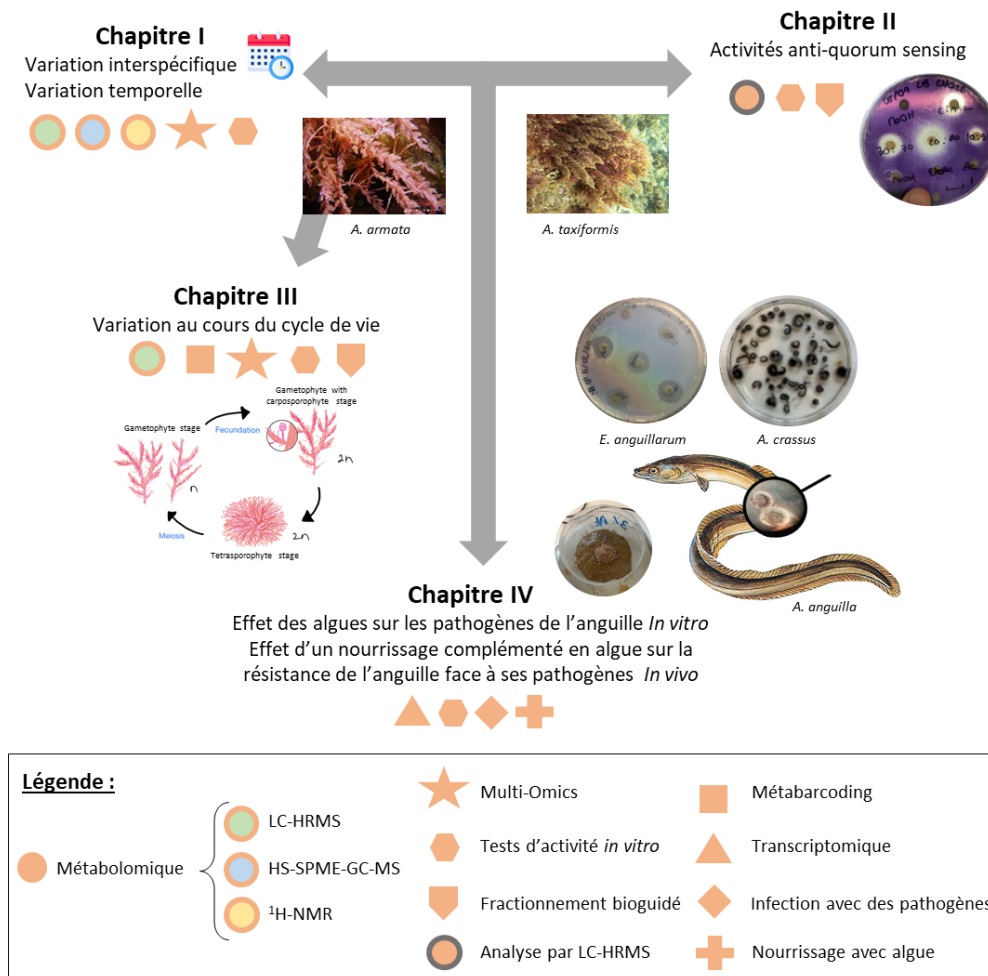 Chapitre I
Variation interspécifique
Variation temporelle
Chapitre II
Activités anti-quorum sensing
A. armata
A. taxiformis
Chapitre III
Variation au cours du cycle de vie
Gametophyte with
carposporophyte stage
Gametophyte stage
Fecundation
n
2n
2n
Meiosis
Tetrasporophyte stage
E. anguillarum
A. crassus
A. anguilla
Chapitre IV
Effet des algues sur les pathogènes de l’anguille In vitro
Effet d’un nourrissage complémenté en algue sur la
résistance de l’anguille face à ses pathogènes In vivo
Légende :
Métabolomique
LC-HRMS
HS-SPME-GC-MS
¹H-NMR
Multi-Omics
Tests d’activité in vitro
Fractionnement bioguidé
Analyse par LC-HRMS
Métabarcoding
Transcriptomique
Infection avec des pathogènes
Nourrissage avec algue